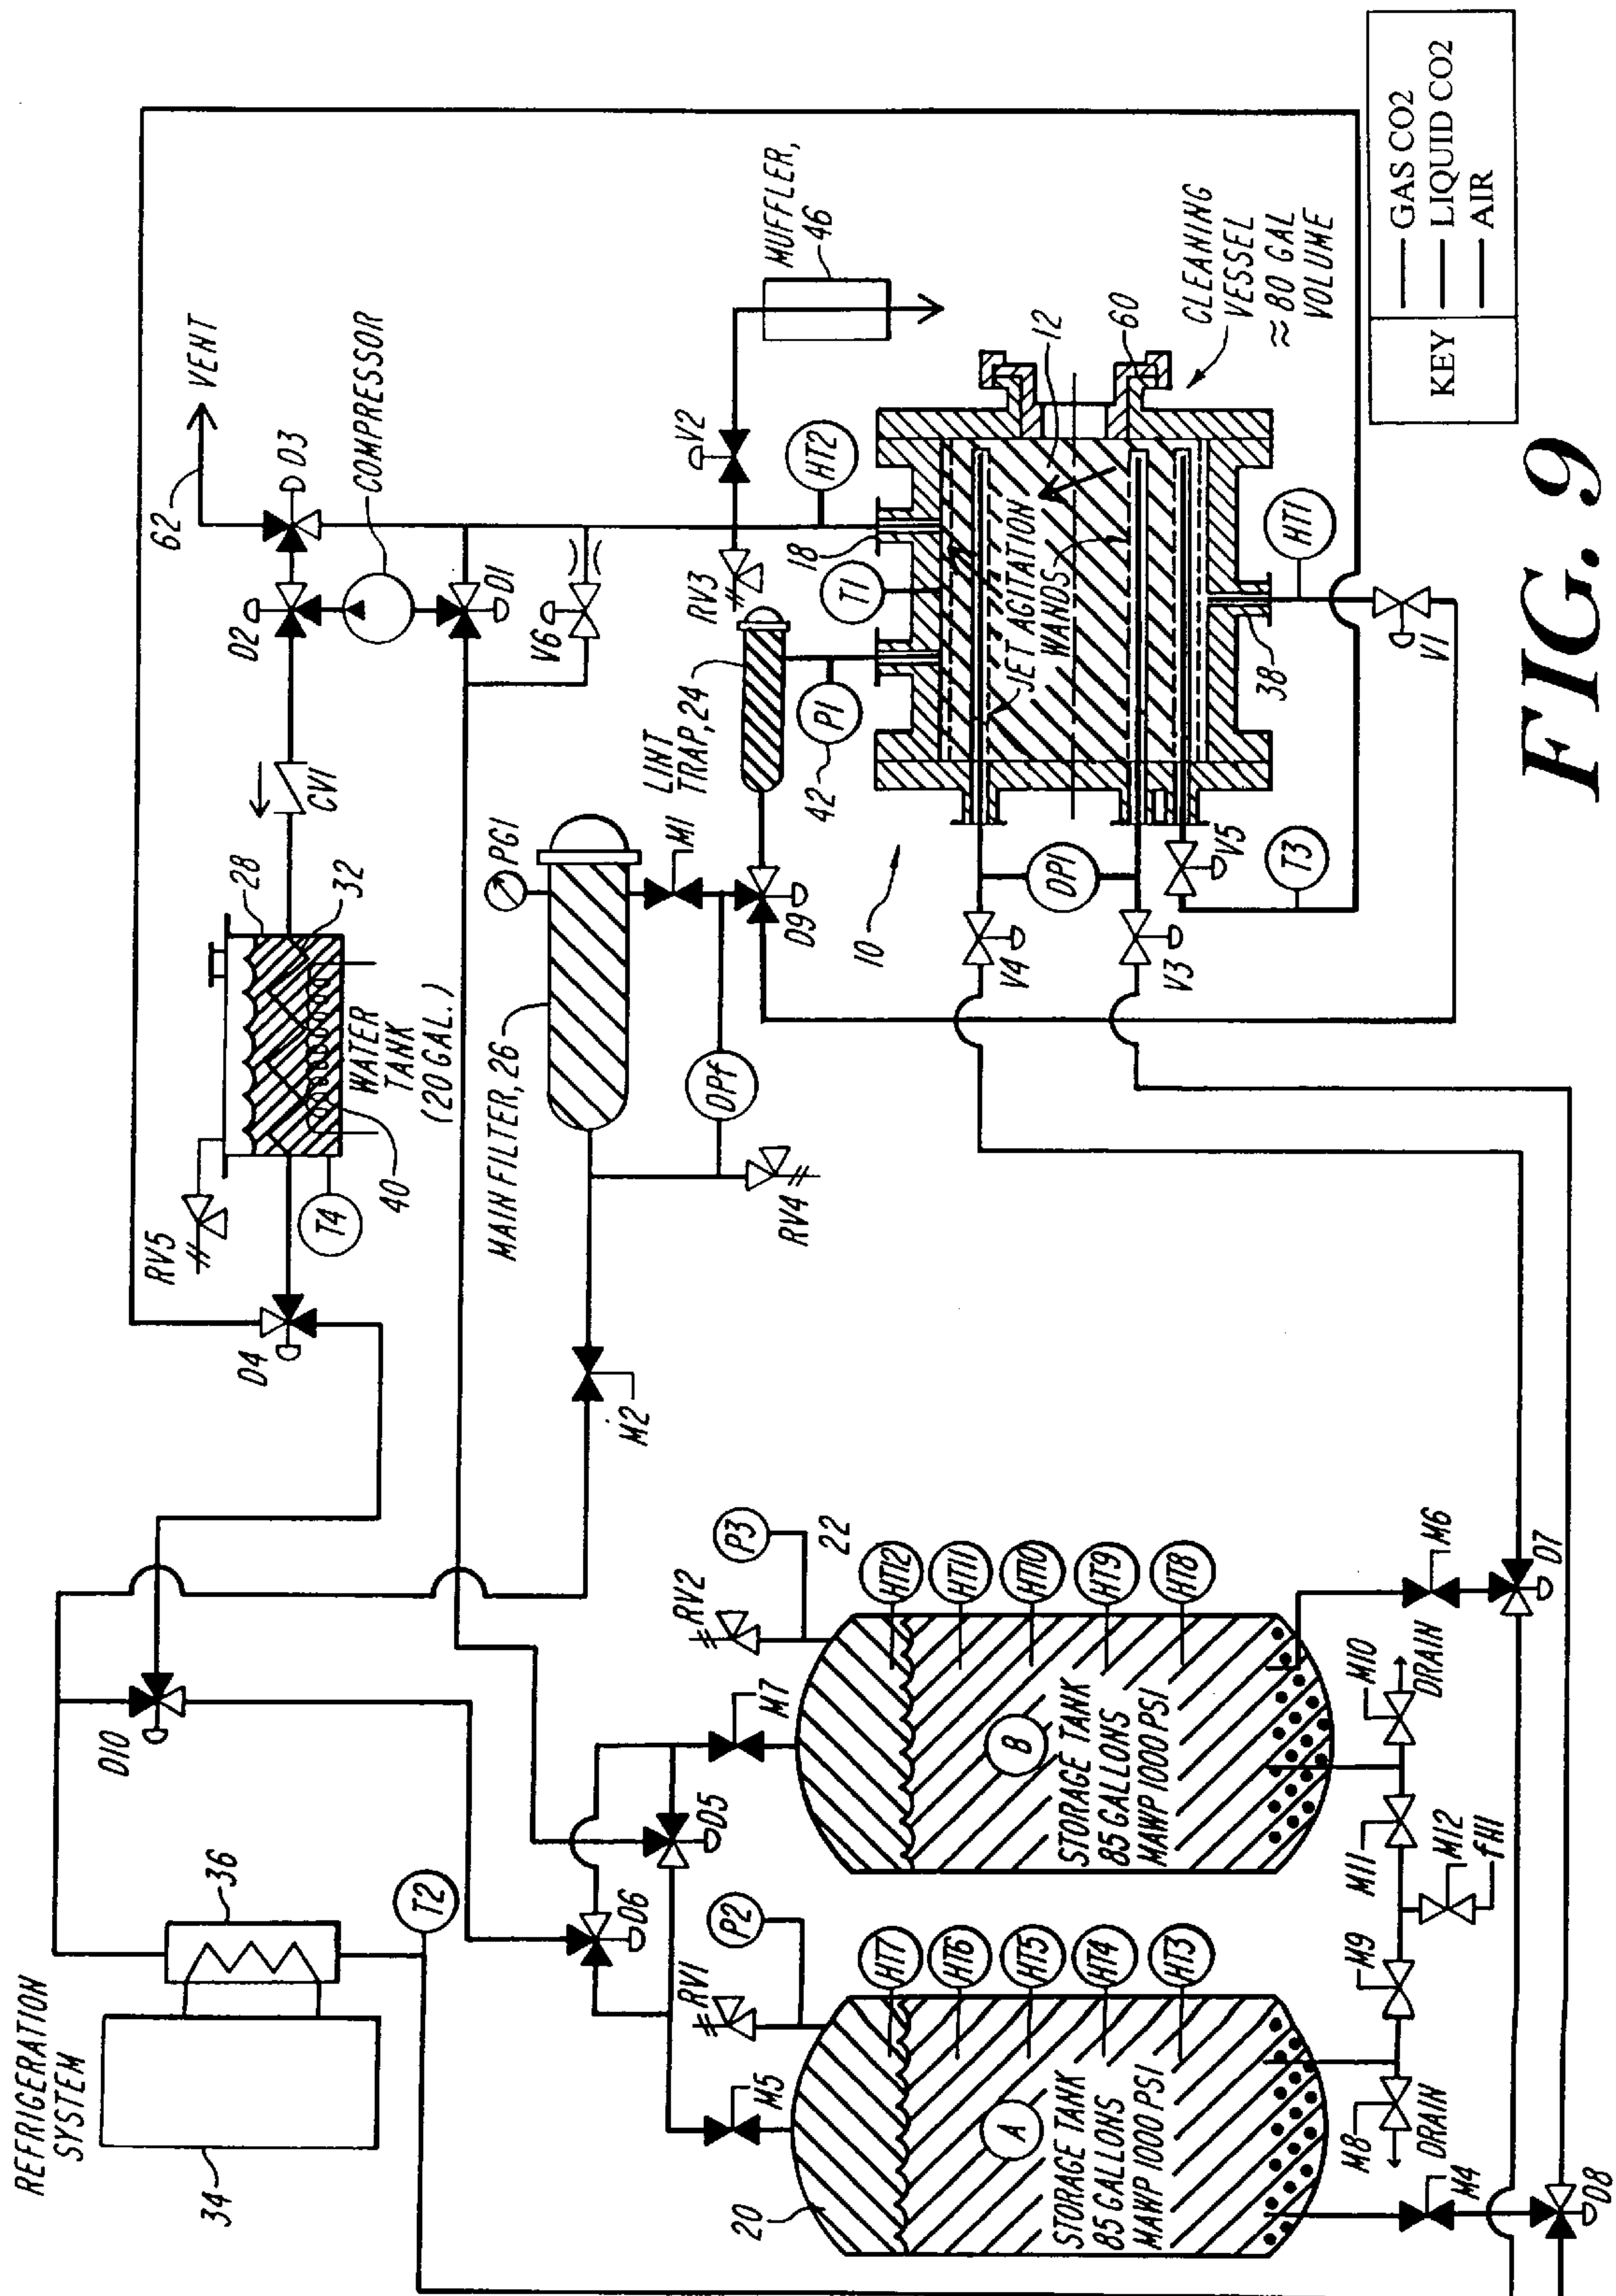 62
VENT
D3
D2
COMPRESSOR
CV1
D1
V6
28
32
WATER
TANK
(20 GAL.)
40
RV5
T4
D4
MUFFLER,
46
V2
HT2
RV3
18
T1
LINT
TRAP, 24
P1
42
PG1
M1
MAIN FILTER, 26
D9
DPf
RV4
M2
12
60
CLEANING
VESSEL
≈ 80 GAL
VOLUME
JET AGITATION
WANDS
10
DP1
V4
V3
V5
T3
38
HT1
V1
KEY
GAS CO2
LIQUID CO2
AIR
D10
REFRIGERATION
SYSTEM
34
36
T2
D6
D5
M7
M5
RV2
P3
22
RV1
P2
20
HT12
HT11
HT10
HT9
HT8
B
STORAGE TANK
85 GALLONS
MAWP 1000 PSI
HT7
HT6
HT5
HT4
HT3
A
STORAGE TANK
85 GALLONS
MAWP 1000 PSI
M6
D7
M10
DRAIN
M11
M12
fH1
M9
M8
DRAIN
M4
D8
FIG. 9